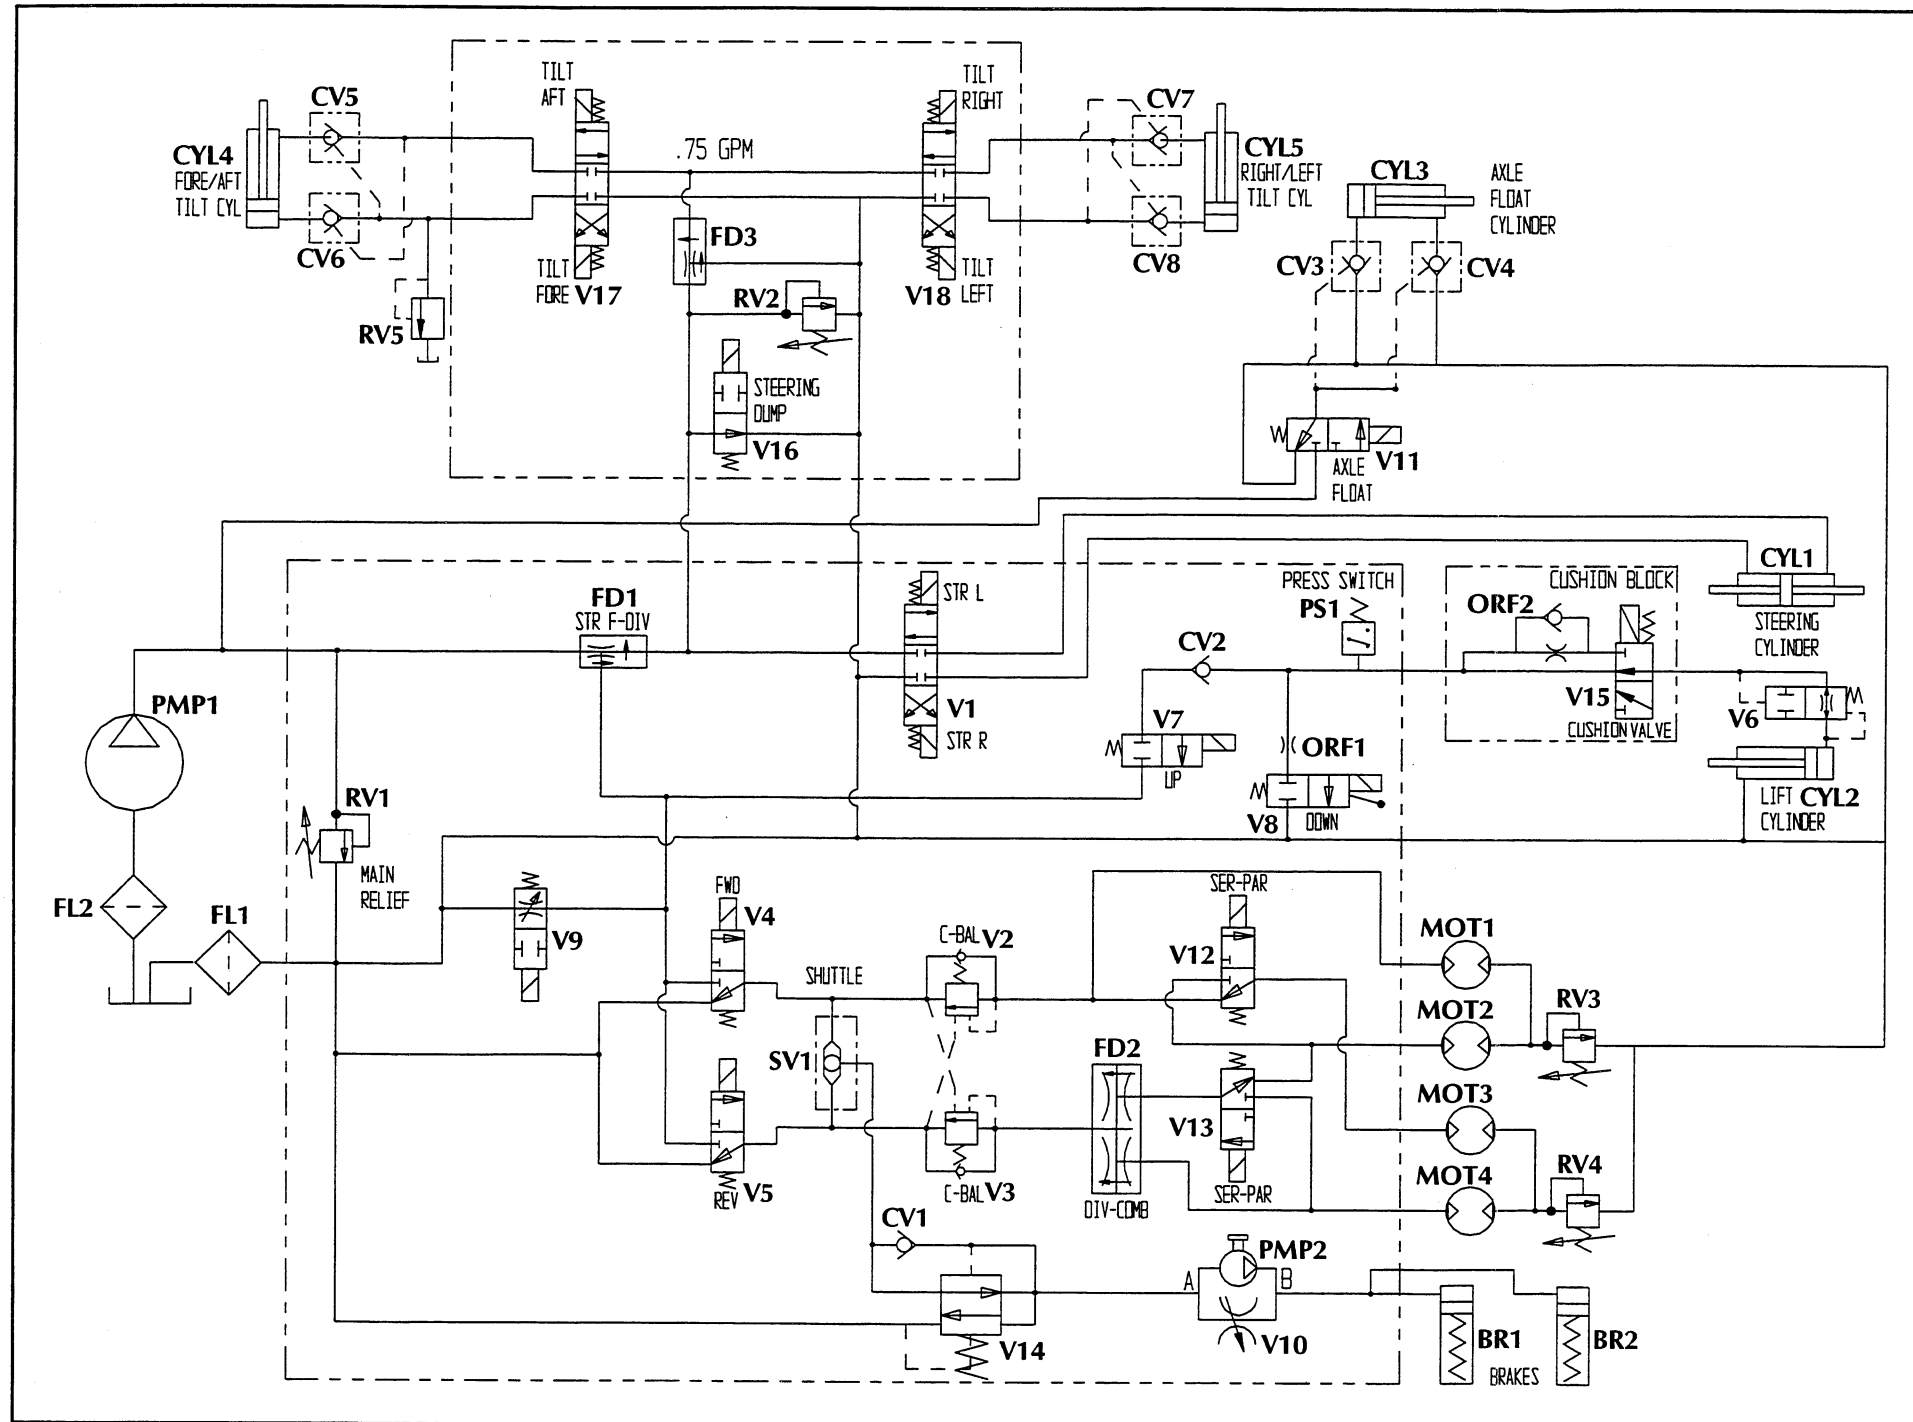 TILT
AFT
TILT
RIGHT
CV5
CV7
.75 GPM
CYL4
FORE/AFT
TILT CYL
CYL5
RIGHT/LEFT
TILT CYL
CYL3
AXLE
FLOAT
CYLINDER
CV6
FD3
CV8
CV3
CV4
TILT
FORE V17
RV2
V18
TILT
LEFT
RV5
STEERING
DUMP
V16
V11
AXLE
FLOAT
FD1
STR F-DIV
STR L
PRESS SWITCH
PS1
CUSHION BLOCK
CYL1
ORF2
STEERING
CYLINDER
CV2
PMP1
V1
V7
V15
V6
STR R
ORF1
CUSHION VALVE
UP
RV1
V8
DOWN
LIFT CYL2
CYLINDER
MAIN
RELIEF
FWD
SER-PAR
FL2
FL1
V4
C-BAL V2
V12
MOT1
V9
SHUTTLE
MOT2
RV3
SV1
FD2
MOT3
V13
MOT4
RV4
V5
REV
C-BAL V3
DIV-COMB
SER-PAR
CV1
PMP2
A
B
V14
V10
BR1
BR2
BRAKES